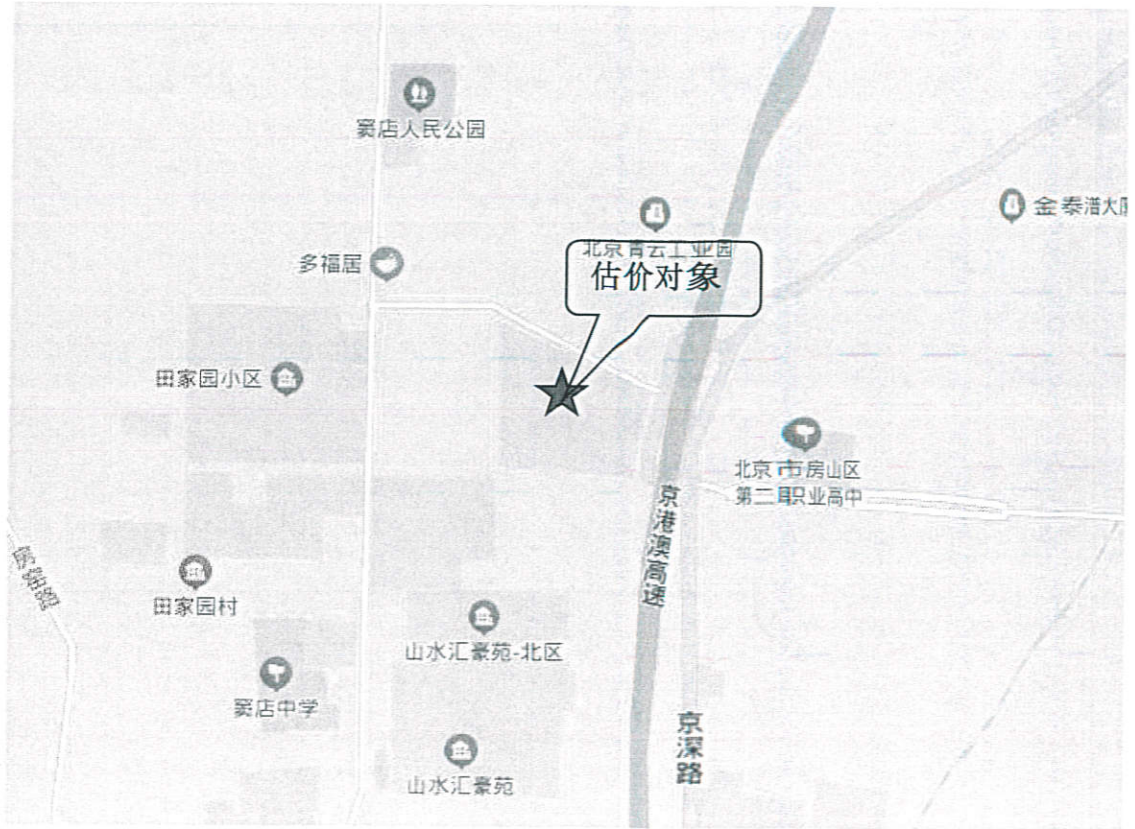 窦店人民公园
金泰潽大厦
北京青云工业园
估价对象
多福居
田家园小区
北京市房山区
第二职业高中
京港澳高速
房窑路
田家园村
山水汇豪苑-北区
窦店中学
京深路
山水汇豪苑